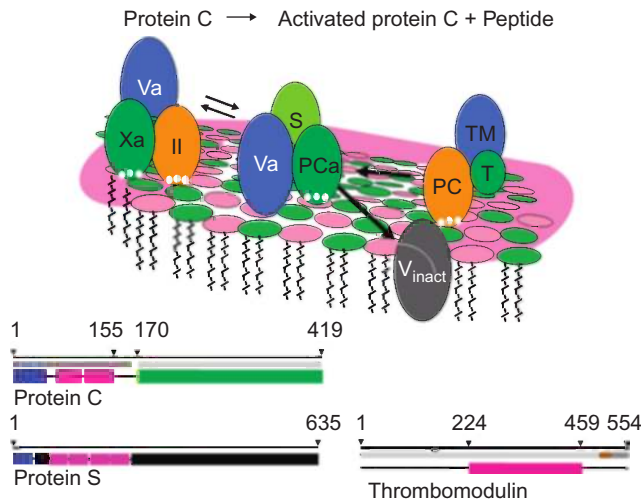 Protein C → Activated protein C + Peptide
Va
S
TM
Xa
II
Va
PCa
PC
T
Vinact
1 155 170 419
Protein C
1 635
Protein S
1 224 459 554
Thrombomodulin